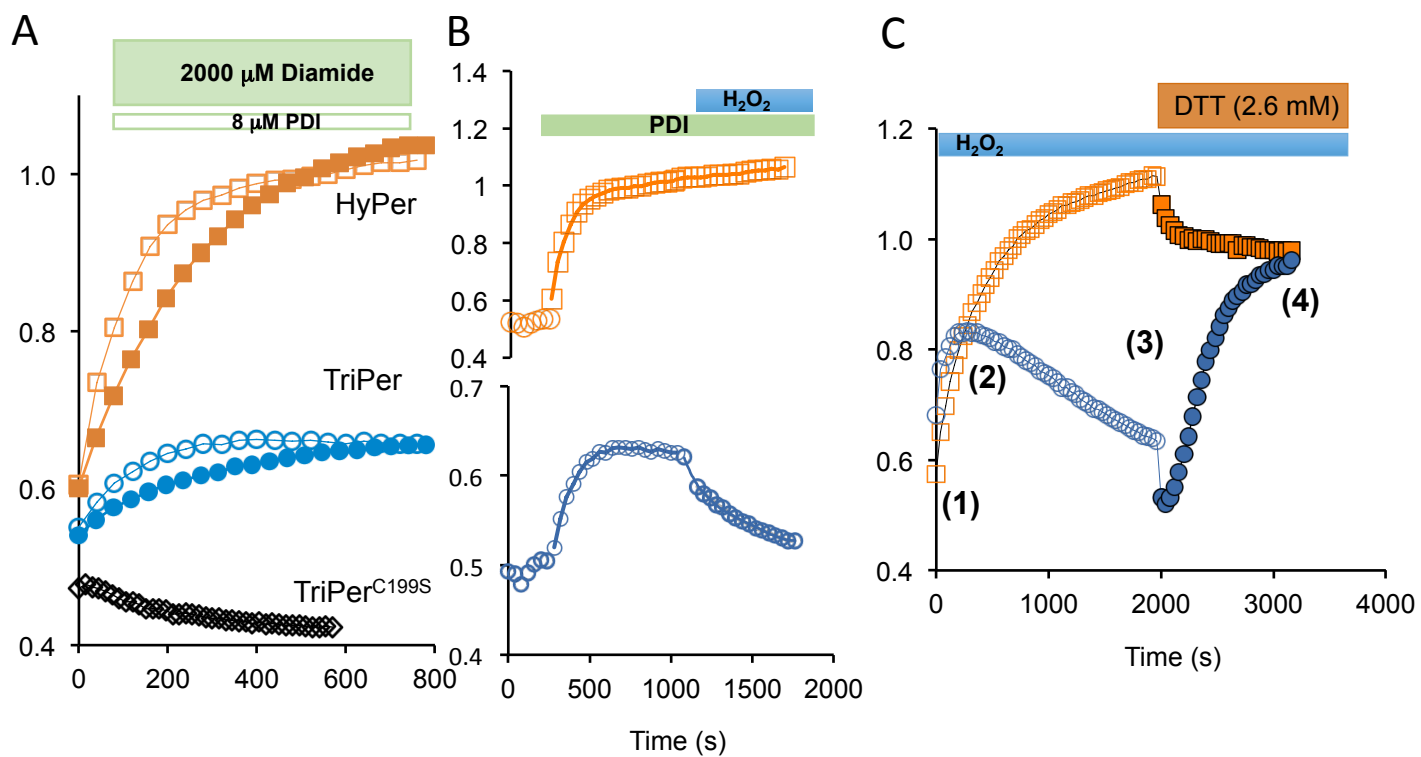 A
2000 μM Diamide
8 μM PDI
1.0
0.8
0.6
0.4
HyPer
TriPer
TriPerC199S
0 200 400 600 800
B
H2O2
PDI
1.4
1.2
1
0.8
0.6
0.4
0.7
0.6
0.5
0.4
0 500 1000 1500 2000
Time (s)
C
DTT (2.6 mM)
H2O2
1.2
1.0
0.8
0.6
0.4
(1)
(2)
(3)
(4)
0 1000 2000 3000 4000
Time (s)